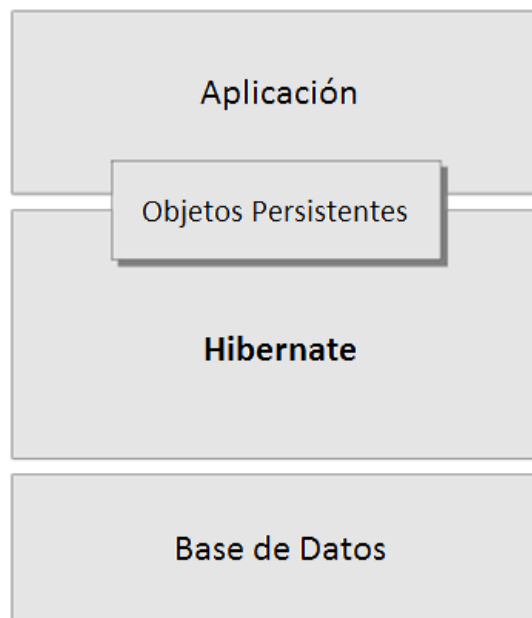 Aplicación
Objetos Persistentes
Hibernate
Base de Datos